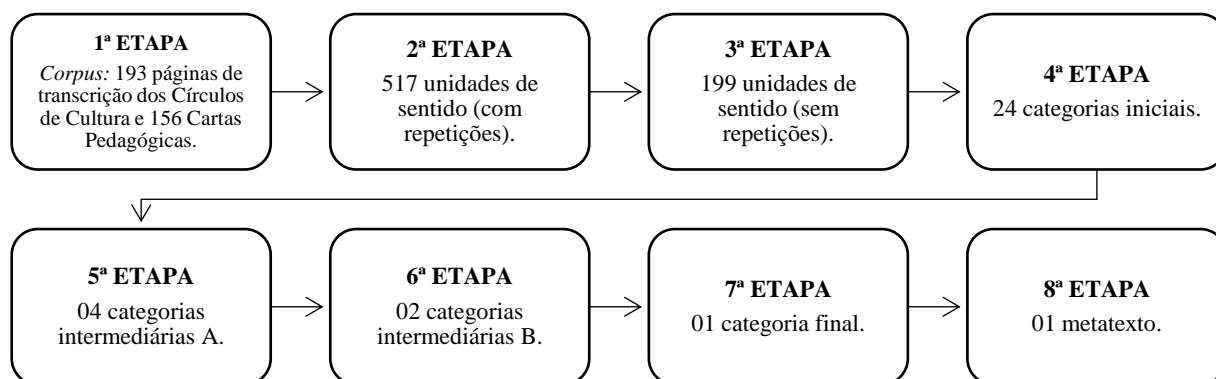 1ª ETAPA
Corpus: 193 páginas de
transcrição dos Círculos
de Cultura e 156 Cartas
Pedagógicas.
2ª ETAPA
517 unidades de
sentido (com
repetições).
3ª ETAPA
199 unidades de
sentido (sem
repetições).
4ª ETAPA
24 categorias iniciais.
5ª ETAPA
04 categorias
intermediárias A.
6ª ETAPA
02 categorias
intermediárias B.
7ª ETAPA
01 categoria final.
8ª ETAPA
01 metatexto.